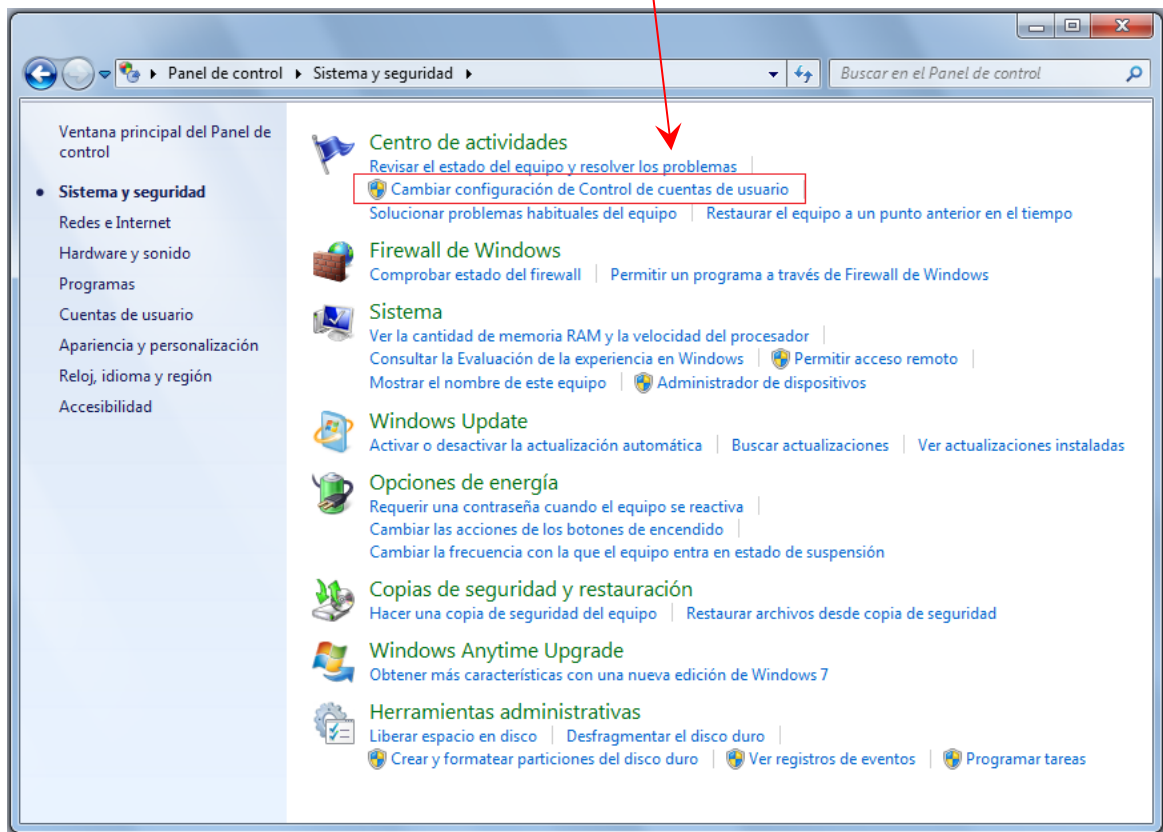 Panel de control Sistema y seguridad Buscar en el Panel de control
Ventana principal del Panel de
control
Sistema y seguridad
Redes e Internet
Hardware y sonido
Programas
Cuentas de usuario
Apariencia y personalización
Reloj, idioma y región
Accesibilidad
Centro de actividades
Revisar el estado del equipo y resolver los problemas
Cambiar configuración de Control de cuentas de usuario
Solucionar problemas habituales del equipo Restaurar el equipo a un punto anterior en el tiempo
Firewall de Windows
Comprobar estado del firewall Permitir un programa a través de Firewall de Windows
Sistema
Ver la cantidad de memoria RAM y la velocidad del procesador
Consultar la Evaluación de la experiencia en Windows Permitir acceso remoto
Mostrar el nombre de este equipo Administrador de dispositivos
Windows Update
Activar o desactivar la actualización automática Buscar actualizaciones Ver actualizaciones instaladas
Opciones de energía
Requerir una contraseña cuando el equipo se reactiva
Cambiar las acciones de los botones de encendido
Cambiar la frecuencia con la que el equipo entra en estado de suspensión
Copias de seguridad y restauración
Hacer una copia de seguridad del equipo Restaurar archivos desde copia de seguridad
Windows Anytime Upgrade
Obtener más características con una nueva edición de Windows 7
Herramientas administrativas
Liberar espacio en disco Desfragmentar el disco duro
Crear y formatear particiones del disco duro Ver registros de eventos Programar tareas